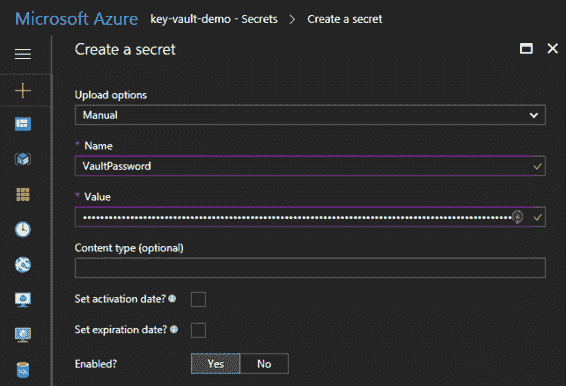 Microsoft Azure key-vault-demo - Secrets > Create a secret
Create a secret
Upload options
Manual
* Name
VaultPassword
* Value
Content type (optional)
Set activation date?
Set expiration date?
Enabled? Yes No